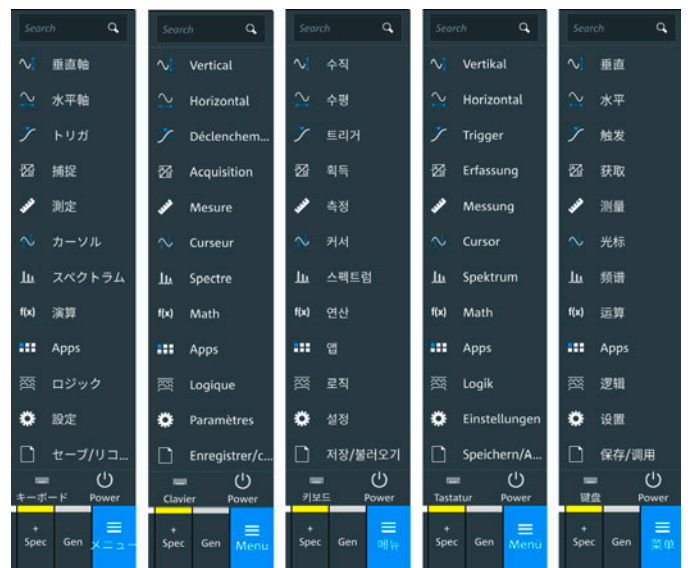 Search
垂直軸
水平軸
トリガ
捕捉
測定
カーソル
スペクトラム
f(x) 演算
Apps
ロジック
設定
セーブ/リコ...
キーボード Power
+
Spec Gen メニュー
Search
Vertical
Horizontal
Déclenchem...
Acquisition
Mesure
Curseur
Spectre
f(x) Math
Apps
Logique
Paramètres
Enregistrer/c...
Clavier Power
+
Spec Gen Menu
Search
수직
수평
트리거
획득
측정
커서
스펙트럼
f(x) 연산
앱
로직
설정
저장/불러오기
키보드 Power
+
Spec Gen 메뉴
Search
Vertikal
Horizontal
Trigger
Erfassung
Messung
Cursor
Spektrum
f(x) Math
Apps
Logik
Einstellungen
Speichern/A...
Tastatur Power
+
Spec Gen Menü
Search
垂直
水平
触发
获取
测量
光标
频谱
f(x) 运算
Apps
逻辑
设置
保存/调用
键盘 Power
+
Spec Gen 菜单